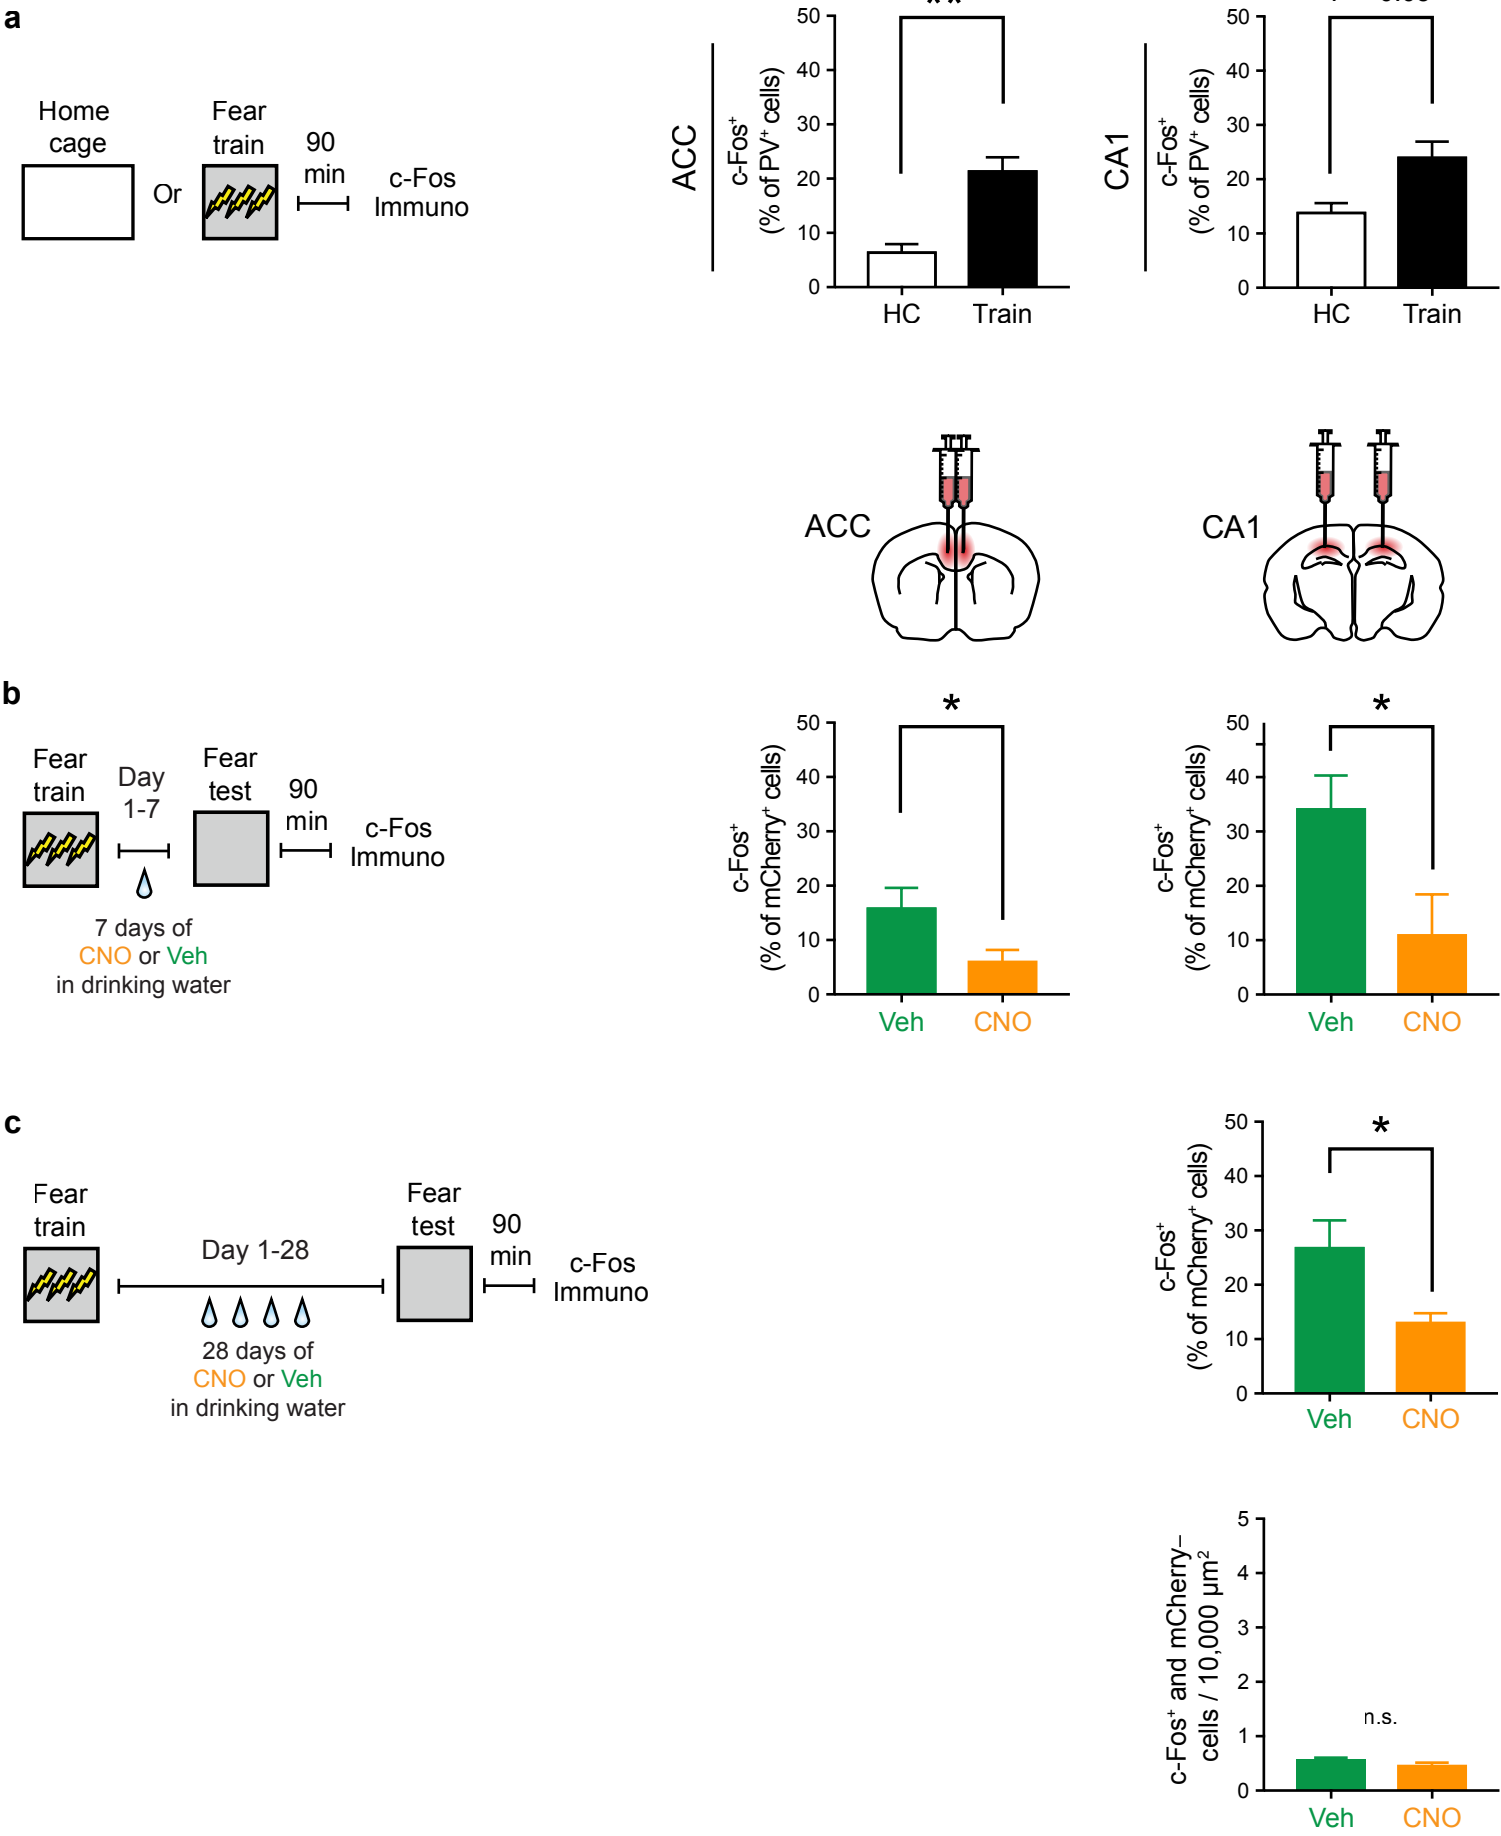 a
Home
cage
Or
Fear
train
90
min
c-Fos
Immuno
ACC
c-Fos⁺
(% of PV⁺ cells)
50
40
30
20
10
0
HC
Train
CA1
c-Fos⁺
(% of PV⁺ cells)
50
40
30
20
10
0
HC
Train
ACC
CA1
b
Fear
train
Day
1-7
Fear
test
90
min
c-Fos
Immuno
7 days of
CNO or Veh
in drinking water
c-Fos⁺
(% of mCherry⁺ cells)
50
40
30
20
10
0
*
Veh
CNO
c-Fos⁺
(% of mCherry⁺ cells)
50
40
30
20
10
0
*
Veh
CNO
c
Fear
train
Day 1-28
Fear
test
90
min
c-Fos
Immuno
28 days of
CNO or Veh
in drinking water
c-Fos⁺
(% of mCherry⁺ cells)
50
40
30
20
10
0
*
Veh
CNO
c-Fos⁺ and mCherry–
cells / 10,000 µm²
5
4
3
2
1
0
n.s.
Veh
CNO